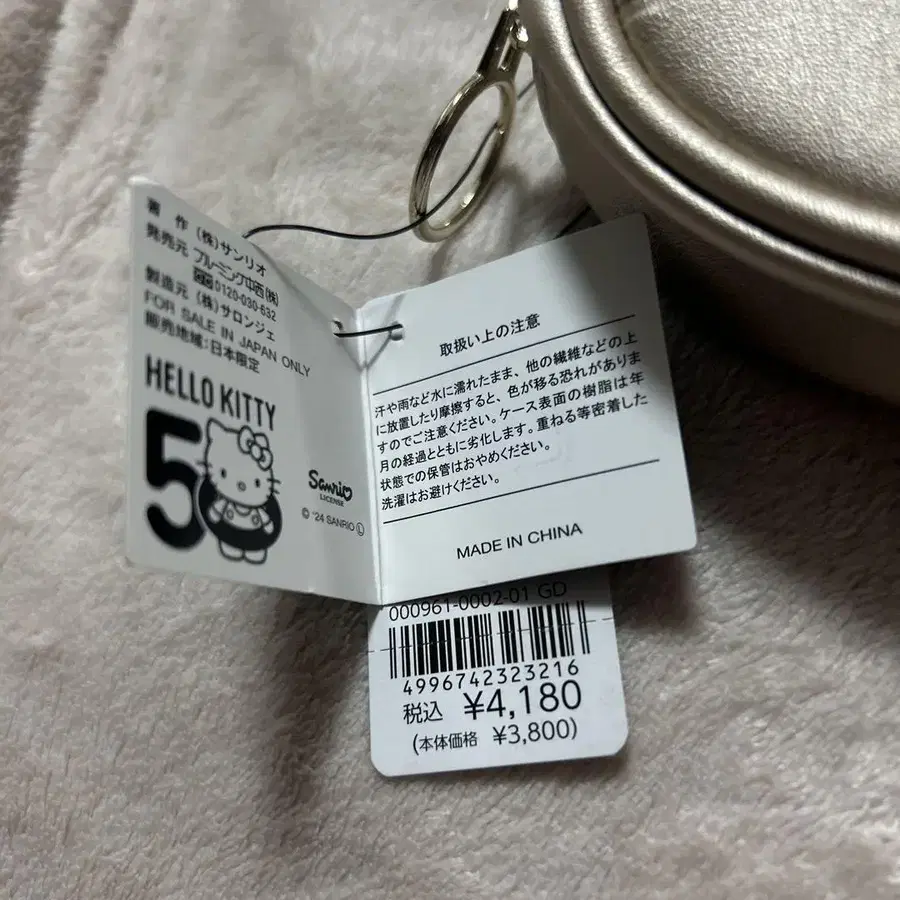 著 作 (株)サンリオ
発売元 ブルーミング中西(株)
0120-030-632
製造元 (株)サロンジェ
FOR SALE IN JAPAN ONLY
販売地域:日本限定
HELLO KITTY
50
Sanrio
LICENSE
© '24 SANRIO Ⓛ
取扱い上の注意
汗や雨など水に濡れたまま、他の繊維などの上
に放置したり摩擦すると、色が移る恐れがありま
すのでご注意ください。ケース表面の樹脂は年
月の経過とともに劣化します。重ねる等密着した
状態での保管はおやめください。
洗濯はお避けください。
MADE IN CHINA
000961-0002-01 GD
4996742323216
税込 ¥4,180
(本体価格 ¥3,800)